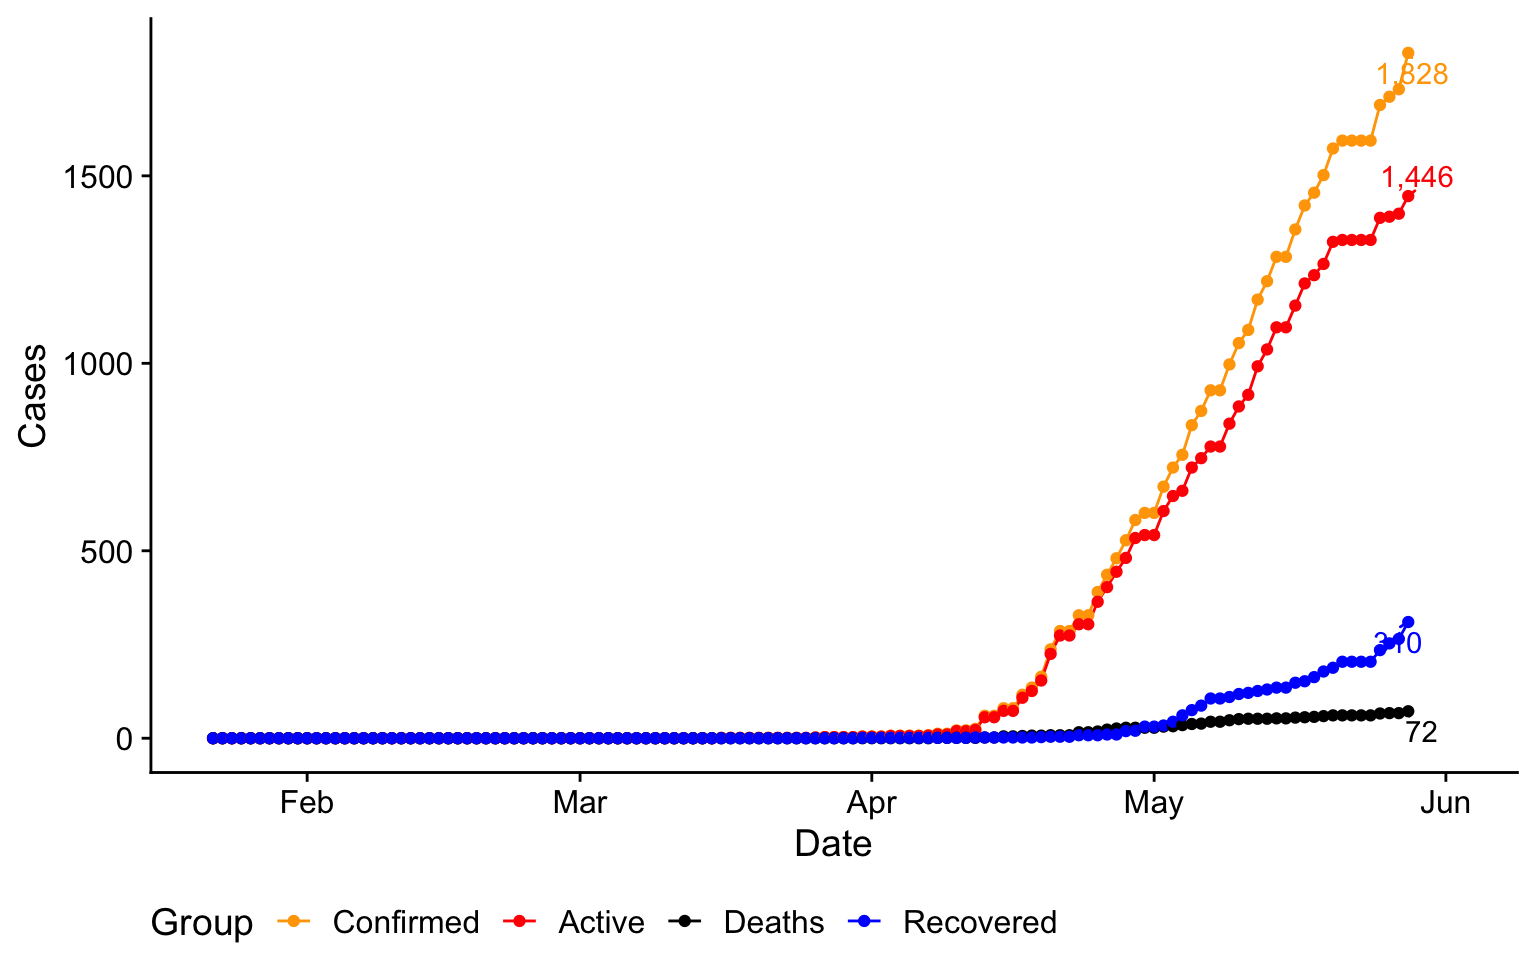 1,828
1500
1,446
1000
Cases
500
310
72
0
Feb Mar Apr May Jun
Date
Group Confirmed Active Deaths Recovered